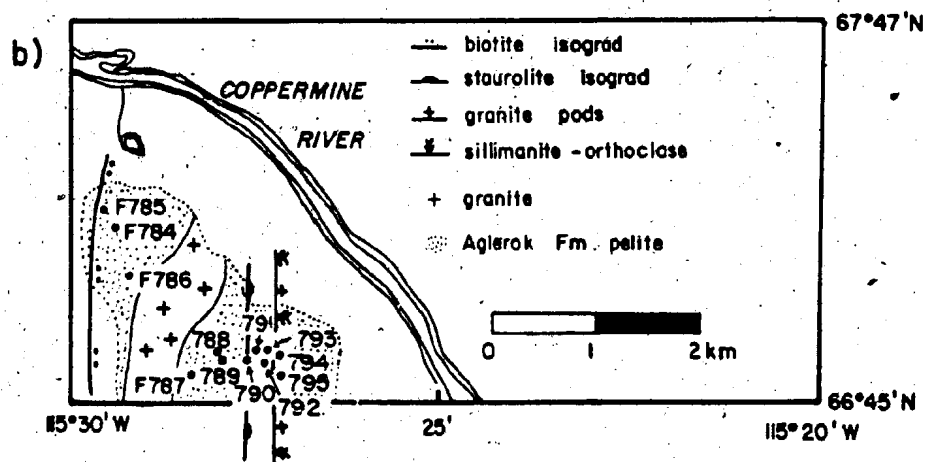 67°47'N
b)
biotite isograd
staurolite isograd
granite pods
sillimanite-orthoclase
granite
Aglerok Fm. pelite
COPPERMINE
RIVER
F785
F784
F786
791
788
793
794
F787
789
795
790
792
0 1 2 km
66°45'N
115°30'W
25'
115°20'W